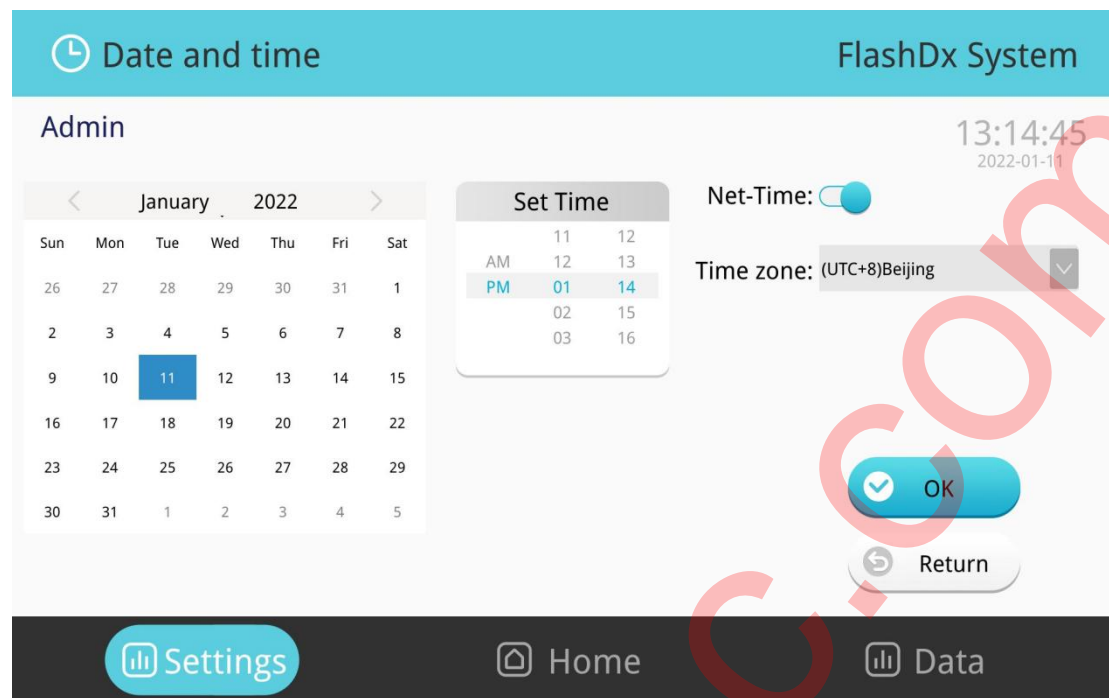 Date and time
FlashDx System
Admin
13:14:45
2022-01-11
January 2022
Sun Mon Tue Wed Thu Fri Sat
26 27 28 29 30 31 1
2 3 4 5 6 7 8
9 10 11 12 13 14 15
16 17 18 19 20 21 22
23 24 25 26 27 28 29
30 31 1 2 3 4 5
Set Time
11 12
AM 12 13
PM 01 14
02 15
03 16
Net-Time:
Time zone: (UTC+8)Beijing
OK
Return
Settings
Home
Data
c.com